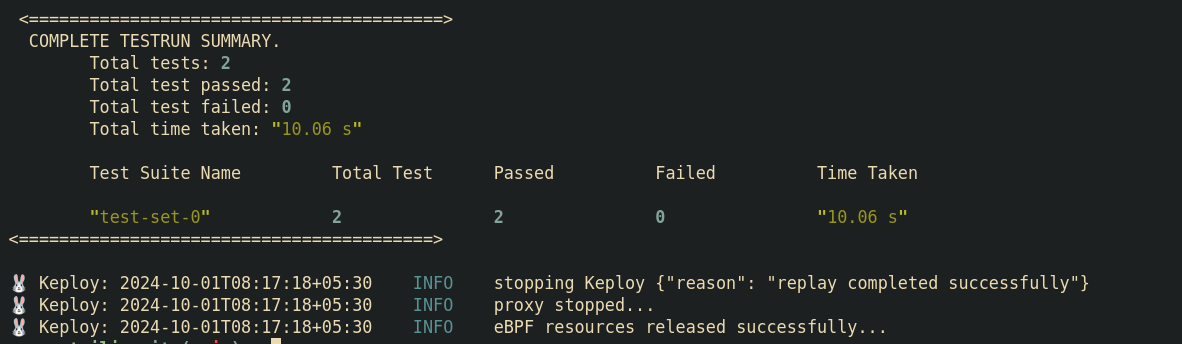 <=========================================>
COMPLETE TESTRUN SUMMARY.
Total tests: 2
Total test passed: 2
Total test failed: 0
Total time taken: "10.06 s"
Test Suite Name Total Test Passed Failed Time Taken
"test-set-0" 2 2 0 "10.06 s"
<=========================================>
🐰 Keploy: 2024-10-01T08:17:18+05:30 INFO stopping Keploy {"reason": "replay completed successfully"}
🐰 Keploy: 2024-10-01T08:17:18+05:30 INFO proxy stopped...
🐰 Keploy: 2024-10-01T08:17:18+05:30 INFO eBPF resources released successfully...